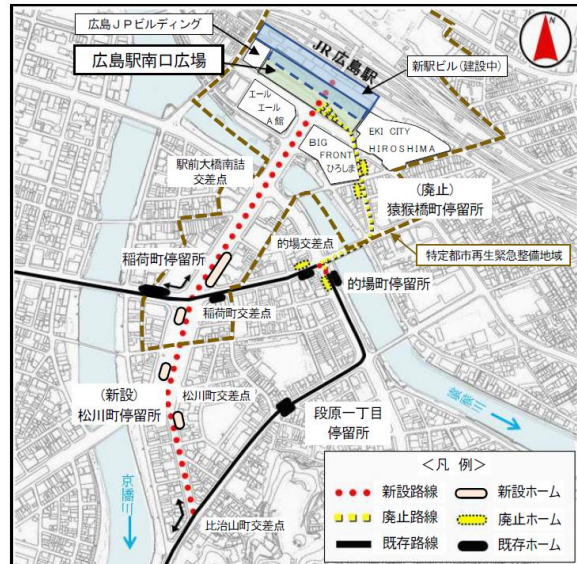 広島ＪＰビルディング
広島駅南口広場
JR広島駅
新駅ビル(建設中)
N
エール
エール
Ａ館
BIG
FRONT
ひろしま
EKI CITY
HIROSHIMA
駅前大橋南詰
交差点
(廃止)
猿猴橋町停留所
的場交差点
特定都市再生緊急整備地域
稲荷町停留所
的場町停留所
稲荷町交差点
(新設)
松川町停留所
松川町交差点
段原一丁目
停留所
猿猴川
京橋川
比治山町交差点
＜凡 例＞
新設路線
新設ホーム
廃止路線
廃止ホーム
既存路線
既存ホーム